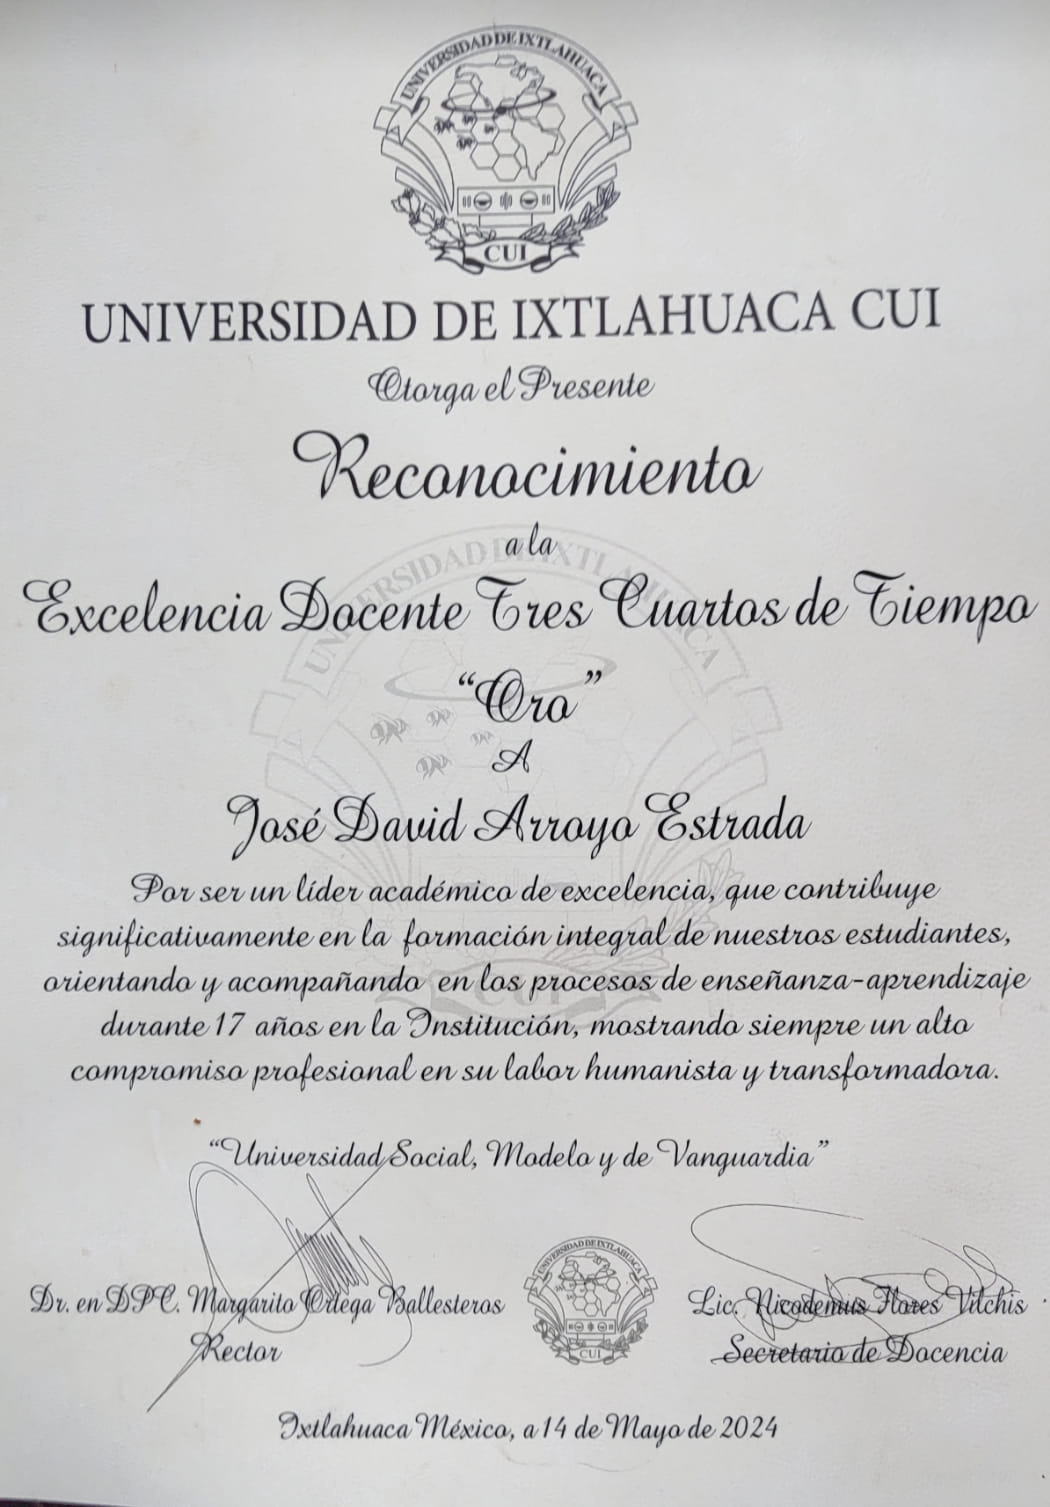 UNIVERSIDAD DE IXTLAHUACA
CUI
UNIVERSIDAD DE IXTLAHUACA CUI
Otorga el Presente
Reconocimiento
a la
Excelencia Docente Tres Cuartos de Tiempo
“Oro”
A
José David Arroyo Estrada
Por ser un líder académico de excelencia, que contribuye
significativamente en la formación integral de nuestros estudiantes,
orientando y acompañando en los procesos de enseñanza-aprendizaje
durante 17 años en la Institución, mostrando siempre un alto
compromiso profesional en su labor humanista y transformadora.
“Universidad Social, Modelo y de Vanguardia”
Dr. en DPC. Margarito Ortega Ballesteros
Rector
UNIVERSIDAD DE IXTLAHUACA
CUI
Lic. Nicodemus Flores Vilchis
Secretario de Docencia
Ixtlahuaca México, a 14 de Mayo de 2024